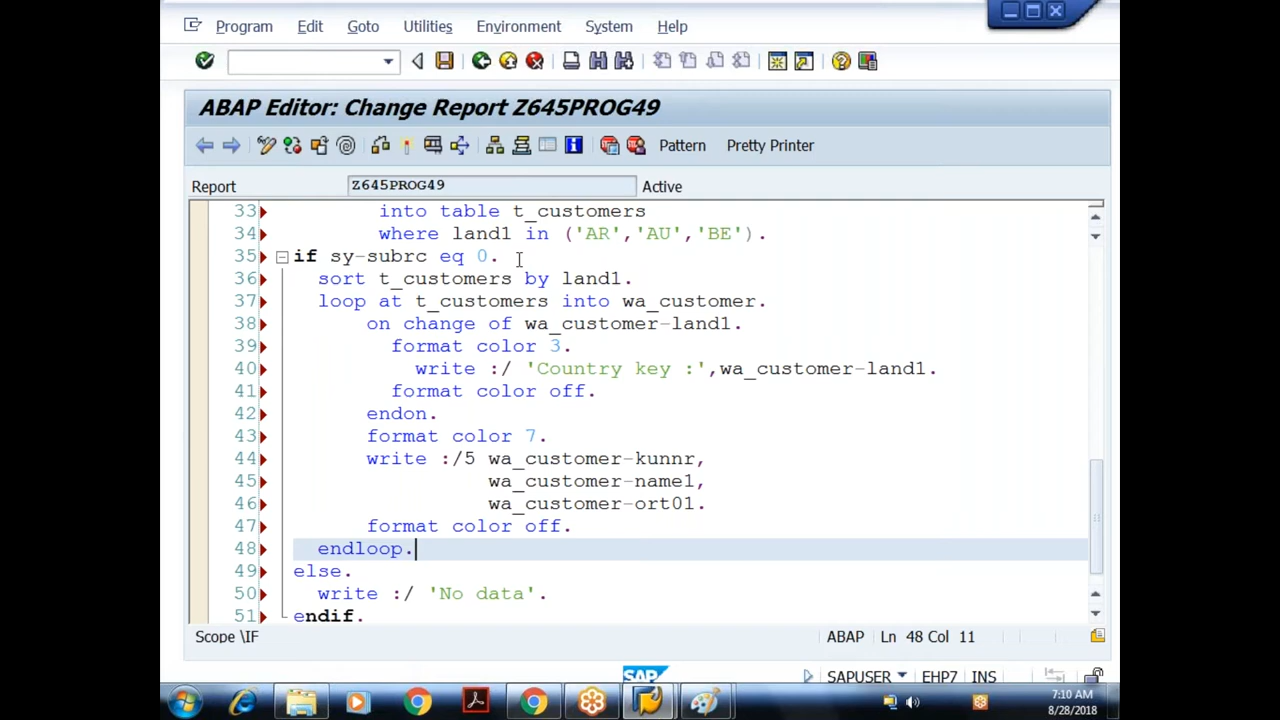 Program Edit Goto Utilities Environment System Help
ABAP Editor: Change Report Z645PROG49
Pattern Pretty Printer
Report Z645PROG49 Active
33 into table t_customers
34 where land1 in ('AR','AU','BE').
35 if sy-subrc eq 0.
36 sort t_customers by land1.
37 loop at t_customers into wa_customer.
38 on change of wa_customer-land1.
39 format color 3.
40 write :/ 'Country key :',wa_customer-land1.
41 format color off.
42 endon.
43 format color 7.
44 write :/5 wa_customer-kunnr,
45 wa_customer-name1,
46 wa_customer-ort01.
47 format color off.
48 endloop.
49 else.
50 write :/ 'No data'.
51 endif.
Scope \IF ABAP Ln 48 Col 11
SAP SAPUSER EHP7 INS
7:10 AM
8/28/2018